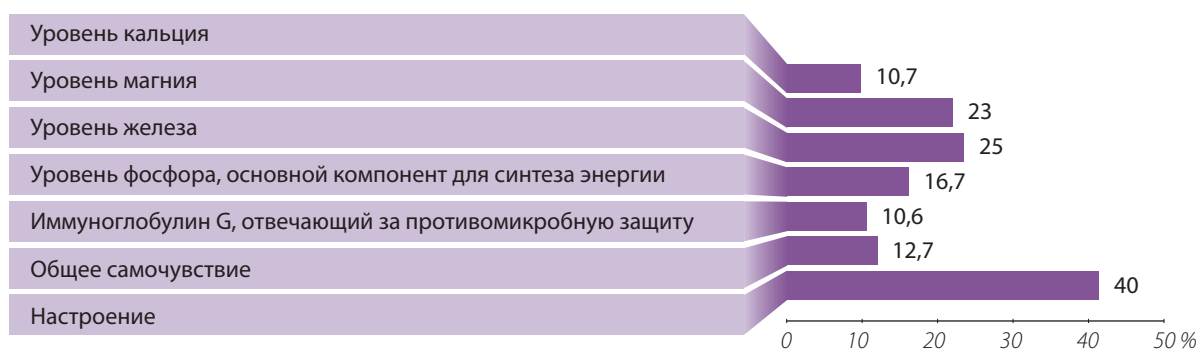 Уровень кальция
10,7
Уровень магния
23
Уровень железа
25
Уровень фосфора, основной компонент для синтеза энергии
16,7
Иммуноглобулин G, отвечающий за противомикробную защиту
10,6
Общее самочувствие
12,7
Настроение
40
0 10 20 30 40 50 %